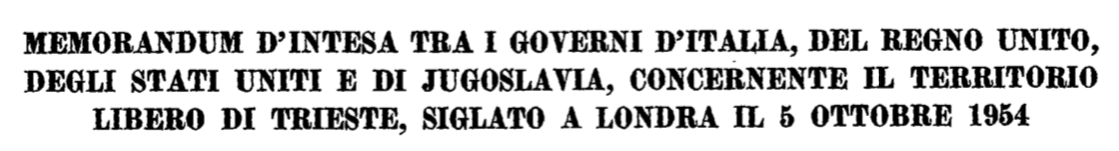 MEMORANDUM D'INTESA TRA I GOVERNI D'ITALIA, DEL REGNO UNITO,
DEGLI STATI UNITI E DI JUGOSLAVIA, CONCERNENTE IL TERRITORIO
LIBERO DI TRIESTE, SIGLATO A LONDRA IL 5 OTTOBRE 1954